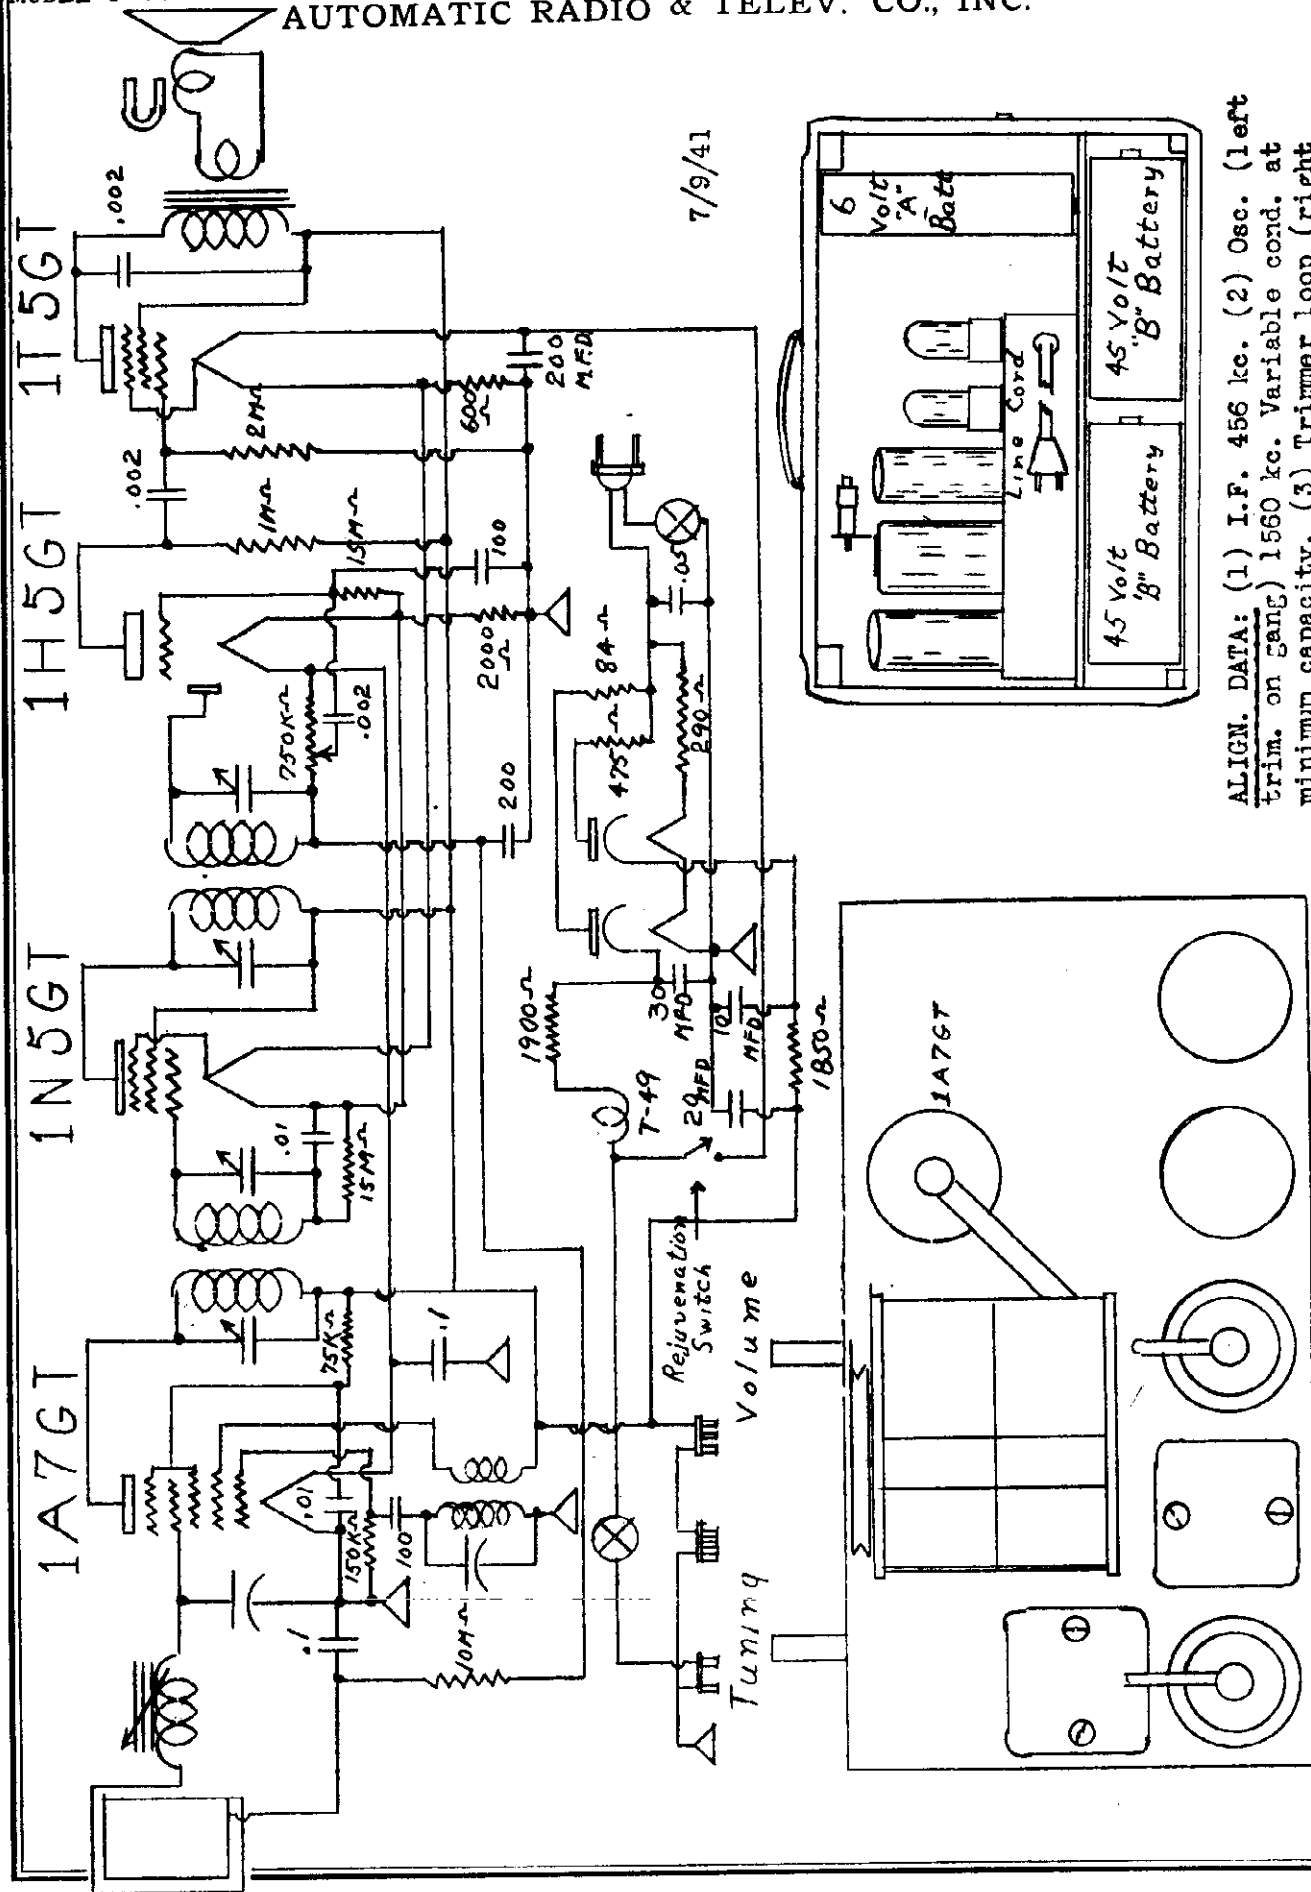 AUTOMATIC RADIO & TELEV. CO., INC.
1A7GT
1N5GT
1H5GT
1T5GT
.002
.002
2MΩ
1MΩ
15MΩ
600
Ω
200
M.F.D
100
2000
Ω
750KΩ
.002
200
.01
15MΩ
75KΩ
.1
.01
150KΩ
100
.1
10MΩ
84Ω
475
Ω
290Ω
.05
1900Ω
30
MFD
10
MFD
20
MFD
1850Ω
T-49
Rejuvenation
Switch
Volume
Tuning
1A7GT
7/9/41
6
Volt
"A"
Batt
Line Cord
45 Volt
"B" Battery
45 Volt
"B" Battery
ALIGN. DATA: (1) I.F. 456 kc. (2) Osc. (left
trim. on gang) 1560 kc. Variable cond. at
minimum capacity. (3) Trimmer loop (right